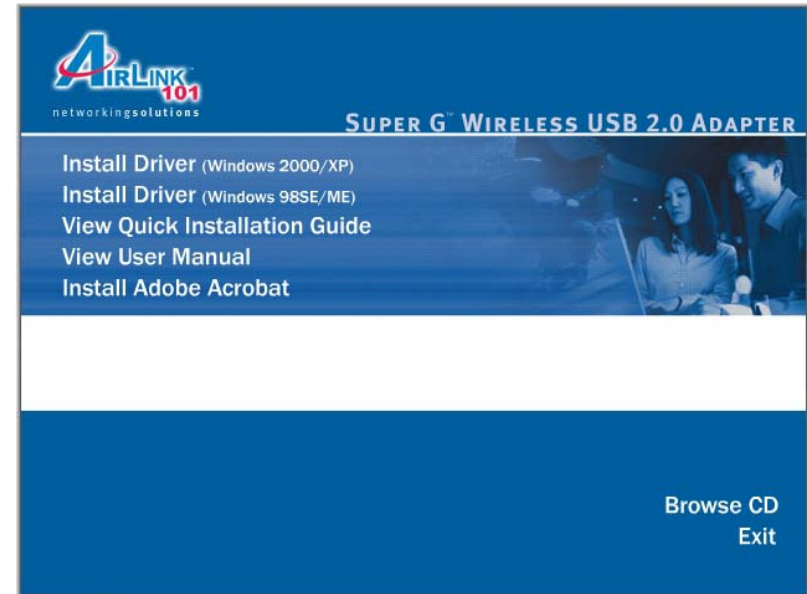 AIRLINK
101
networkingsolutions
SUPER G™ WIRELESS USB 2.0 ADAPTER
Install Driver (Windows 2000/XP)
Install Driver (Windows 98SE/ME)
View Quick Installation Guide
View User Manual
Install Adobe Acrobat
Browse CD
Exit